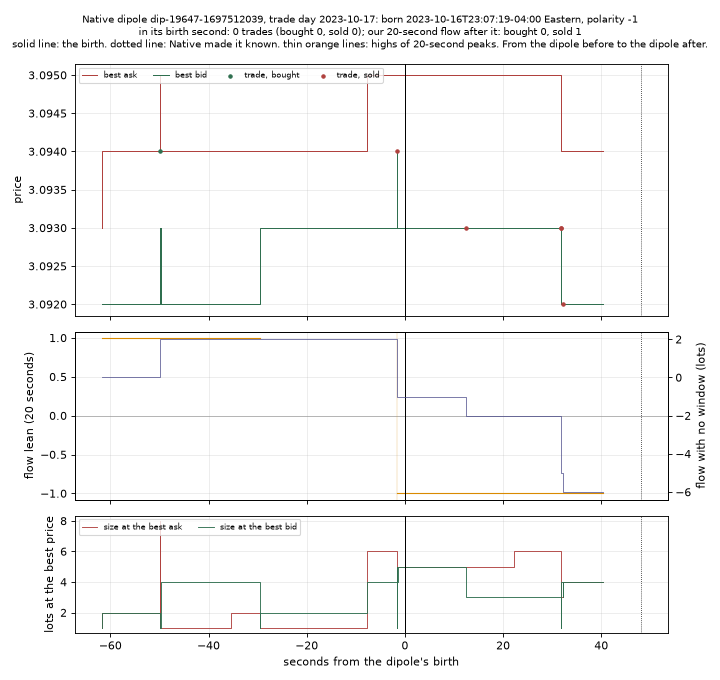 Native dipole dip-19647-1697512039, trade day 2023-10-17: born 2023-10-16T23:07:19-04:00 Eastern, polarity -1
in its birth second: 0 trades (bought 0, sold 0); our 20-second flow after it: bought 0, sold 1
solid line: the birth. dotted line: Native made it known. thin orange lines: highs of 20-second peaks. From the dipole before to the dipole after.
best ask
best bid
trade, bought
trade, sold
3.0950
3.0945
3.0940
3.0935
3.0930
3.0925
3.0920
price
1.0
0.5
0.0
−0.5
−1.0
flow lean (20 seconds)
2
0
−2
−4
−6
flow with no window (lots)
size at the best ask
size at the best bid
8
6
4
2
lots at the best price
−60
−40
−20
0
20
40
seconds from the dipole's birth